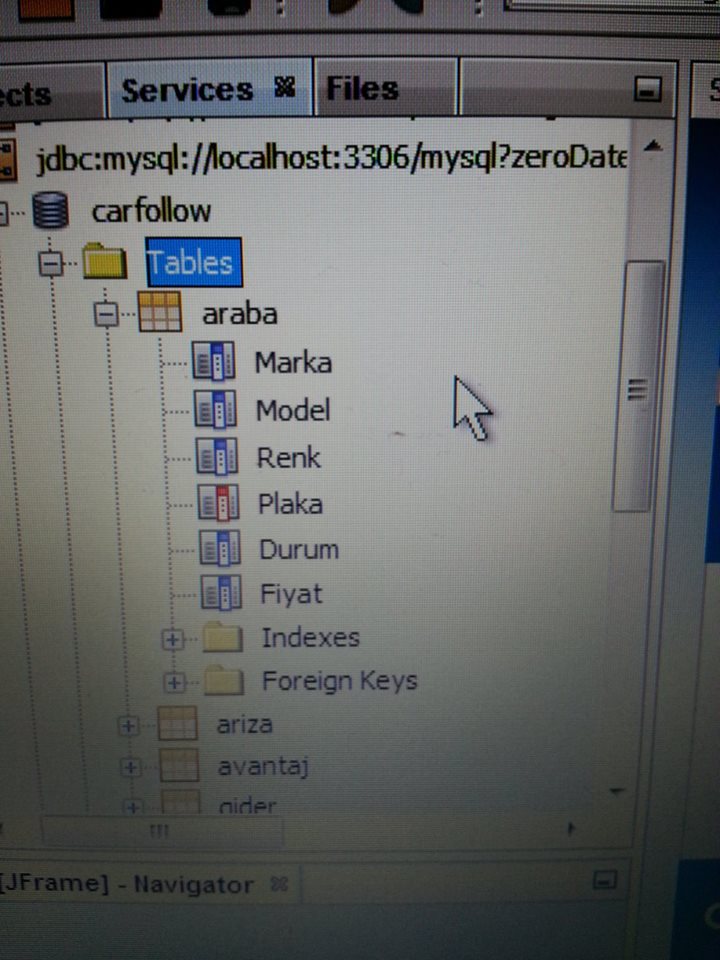 Services Files
jdbc:mysql://localhost:3306/mysql?zeroDate
carfollow
Tables
araba
Marka
Model
Renk
Plaka
Durum
Fiyat
Indexes
Foreign Keys
ariza
avantaj
gider
[JFrame] - Navigator